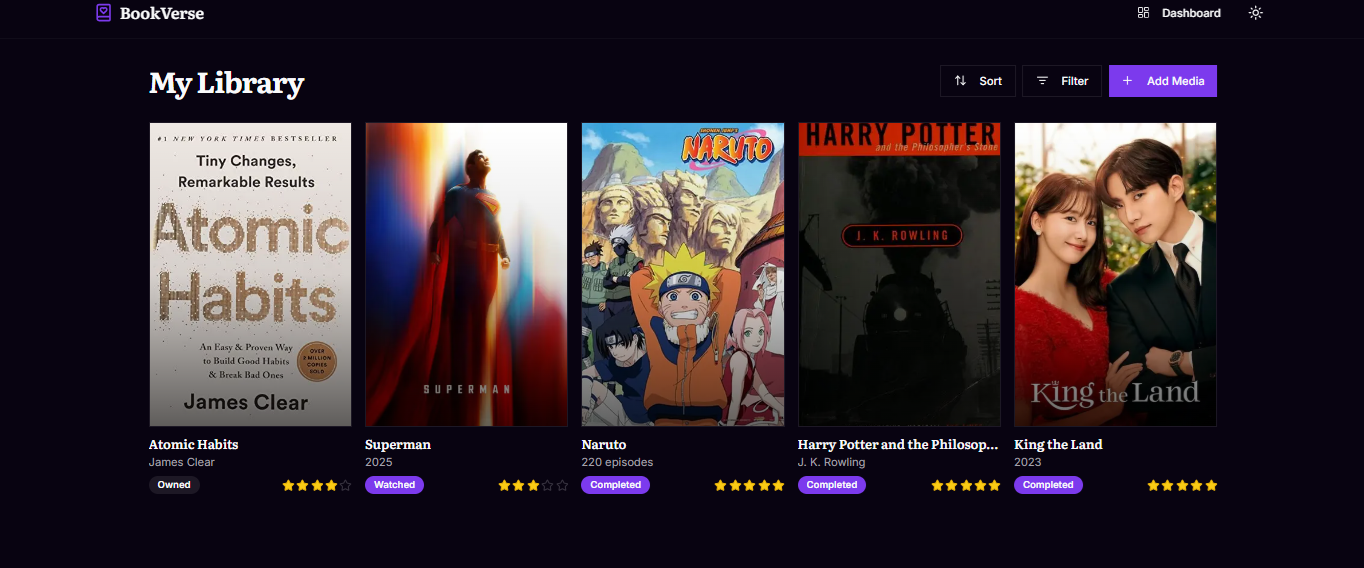 BookVerse
Dashboard
My Library
Sort
Filter
Add Media
#1 NEW YORK TIMES BESTSELLER
Tiny Changes,
Remarkable Results
Atomic
Habits
An Easy & Proven Way
to Build Good Habits
& Break Bad Ones
OVER
COPIES
SOLD
James Clear
SUPERMAN
SHONEN JUMP'S
NARUTO
HARRY POTTER
and the Philosopher's Stone
J. K. ROWLING
King the Land
Atomic Habits
James Clear
Owned
Superman
2025
Watched
Naruto
220 episodes
Completed
Harry Potter and the Philosop...
J. K. Rowling
Completed
King the Land
2023
Completed